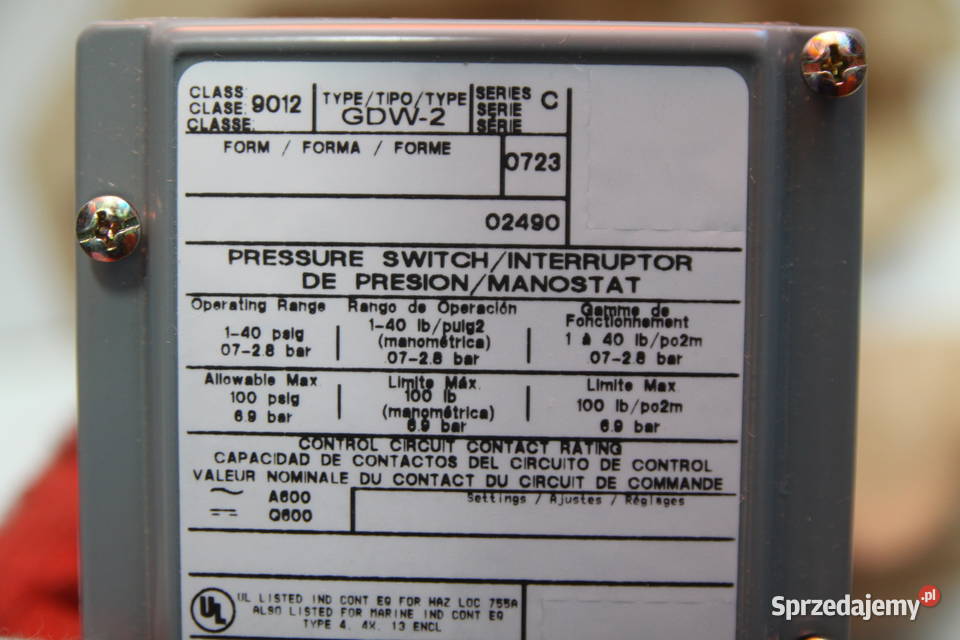 CLASS:
CLASE: 9012
CLASSE:
TYPE/TIPO/TYPE
GDW-2
SERIES
SERIE C
SÉRIE
FORM / FORMA / FORME
0723
02490
PRESSURE SWITCH/INTERRUPTOR
DE PRESION/MANOSTAT
Operating Range
1-40 psig
07-2.8 bar
Rango de Operación
1-40 lb/pulg2
(manométrica)
07-2.8 bar
Gamme de
Fonctionnement
1 à 40 lb/po2m
07-2.8 bar
Allowable Max
100 psig
6.9 bar
Limite Máx.
100 lb
(manométrica)
6.9 bar
Limite Max
100 lb/po2m
6.9 bar
CONTROL CIRCUIT CONTACT RATING
CAPACIDAD DE CONTACTOS DEL CIRCUITO DE CONTROL
VALEUR NOMINALE DU CONTACT DU CIRCUIT DE COMMANDE
A600
Q600
Settings / Ajustes / Réglages
UL
UL LISTED IND CONT EQ FOR HAZ LOC 755A
ALSO LISTED FOR MARINE IND CONT EQ
TYPE 4, 4X, 13 ENCL
Sprzedajemy.pl